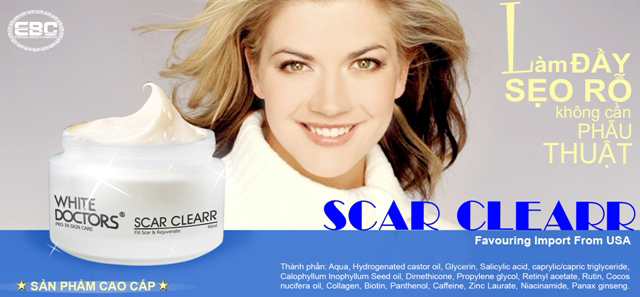 EBC
Làm ĐẦY
SẸO RỖ
không cần
PHẪU
THUẬT
WHITE
DOCTORS®
PRO IN SKIN CARE
SCAR CLEARR
Fill Scar & Rejuvenate
40ml
SCAR CLEARR
Favouring Import From USA
Thành phần: Aqua, Hydrogenated castor oil, Glycerin, Salicylic acid, caprylic/capric triglyceride,
Calophyllum Inophyllum Seed oil, Dimethicone, Propylene glycol, Retinyl acetate, Rutin, Cocos
nucifera oil, Collagen, Biotin, Panthenol, Caffeine, Zinc Laurate, Niacinamide, Panax ginseng.
SẢN PHẨM CAO CẤP